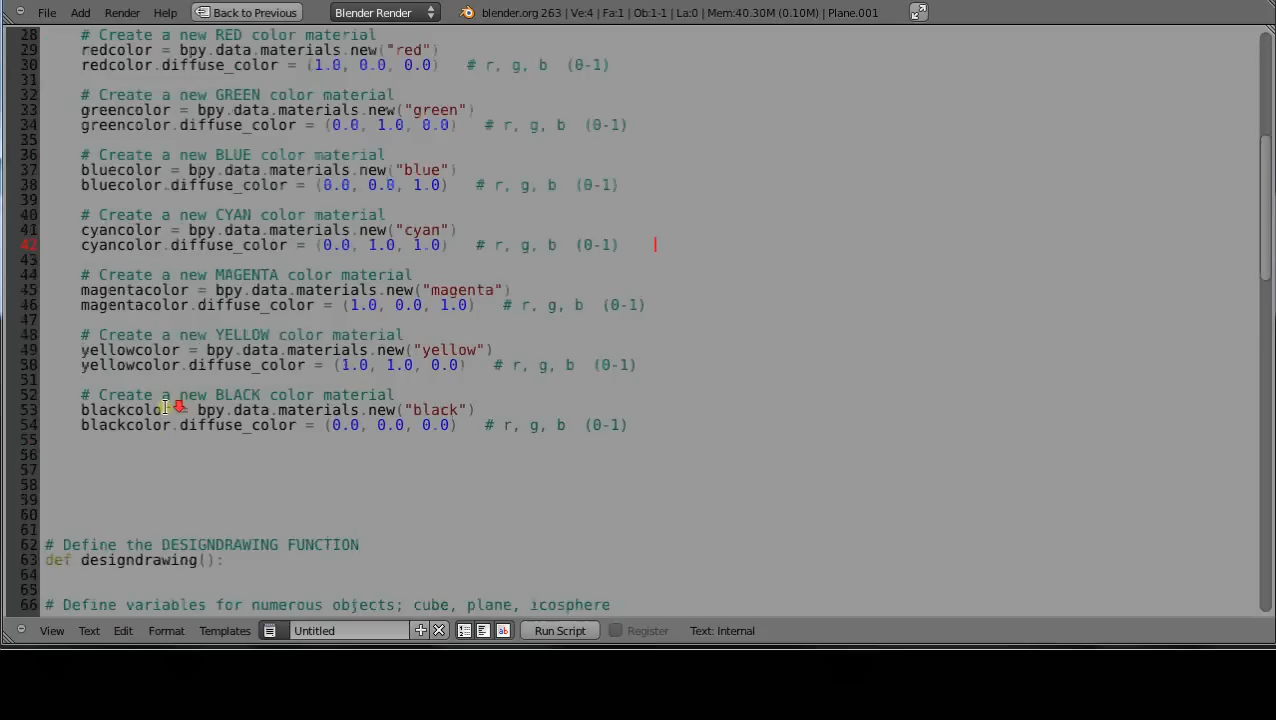 File Add Render Help Back to Previous Blender Render blender.org 263 | Ve:4 | Fa:1 | Ob:1-1 | La:0 | Mem:40.30M (0.10M) | Plane.001
28 # Create a new RED color material
29 redcolor = bpy.data.materials.new("red")
30 redcolor.diffuse_color = (1.0, 0.0, 0.0) # r, g, b (0-1)
31
32 # Create a new GREEN color material
33 greencolor = bpy.data.materials.new("green")
34 greencolor.diffuse_color = (0.0, 1.0, 0.0) # r, g, b (0-1)
35
36 # Create a new BLUE color material
37 bluecolor = bpy.data.materials.new("blue")
38 bluecolor.diffuse_color = (0.0, 0.0, 1.0) # r, g, b (0-1)
39
40 # Create a new CYAN color material
41 cyancolor = bpy.data.materials.new("cyan")
42 cyancolor.diffuse_color = (0.0, 1.0, 1.0) # r, g, b (0-1)
43
44 # Create a new MAGENTA color material
45 magentacolor = bpy.data.materials.new("magenta")
46 magentacolor.diffuse_color = (1.0, 0.0, 1.0) # r, g, b (0-1)
47
48 # Create a new YELLOW color material
49 yellowcolor = bpy.data.materials.new("yellow")
50 yellowcolor.diffuse_color = (1.0, 1.0, 0.0) # r, g, b (0-1)
51
52 # Create a new BLACK color material
53 blackcolor = bpy.data.materials.new("black")
54 blackcolor.diffuse_color = (0.0, 0.0, 0.0) # r, g, b (0-1)
55
56
57
58
59
60
61
62 # Define the DESIGNDRAWING FUNCTION
63 def designdrawing():
64
65
66 # Define variables for numerous objects; cube, plane, icosphere
View Text Edit Format Templates Untitled Run Script Register Text: Internal